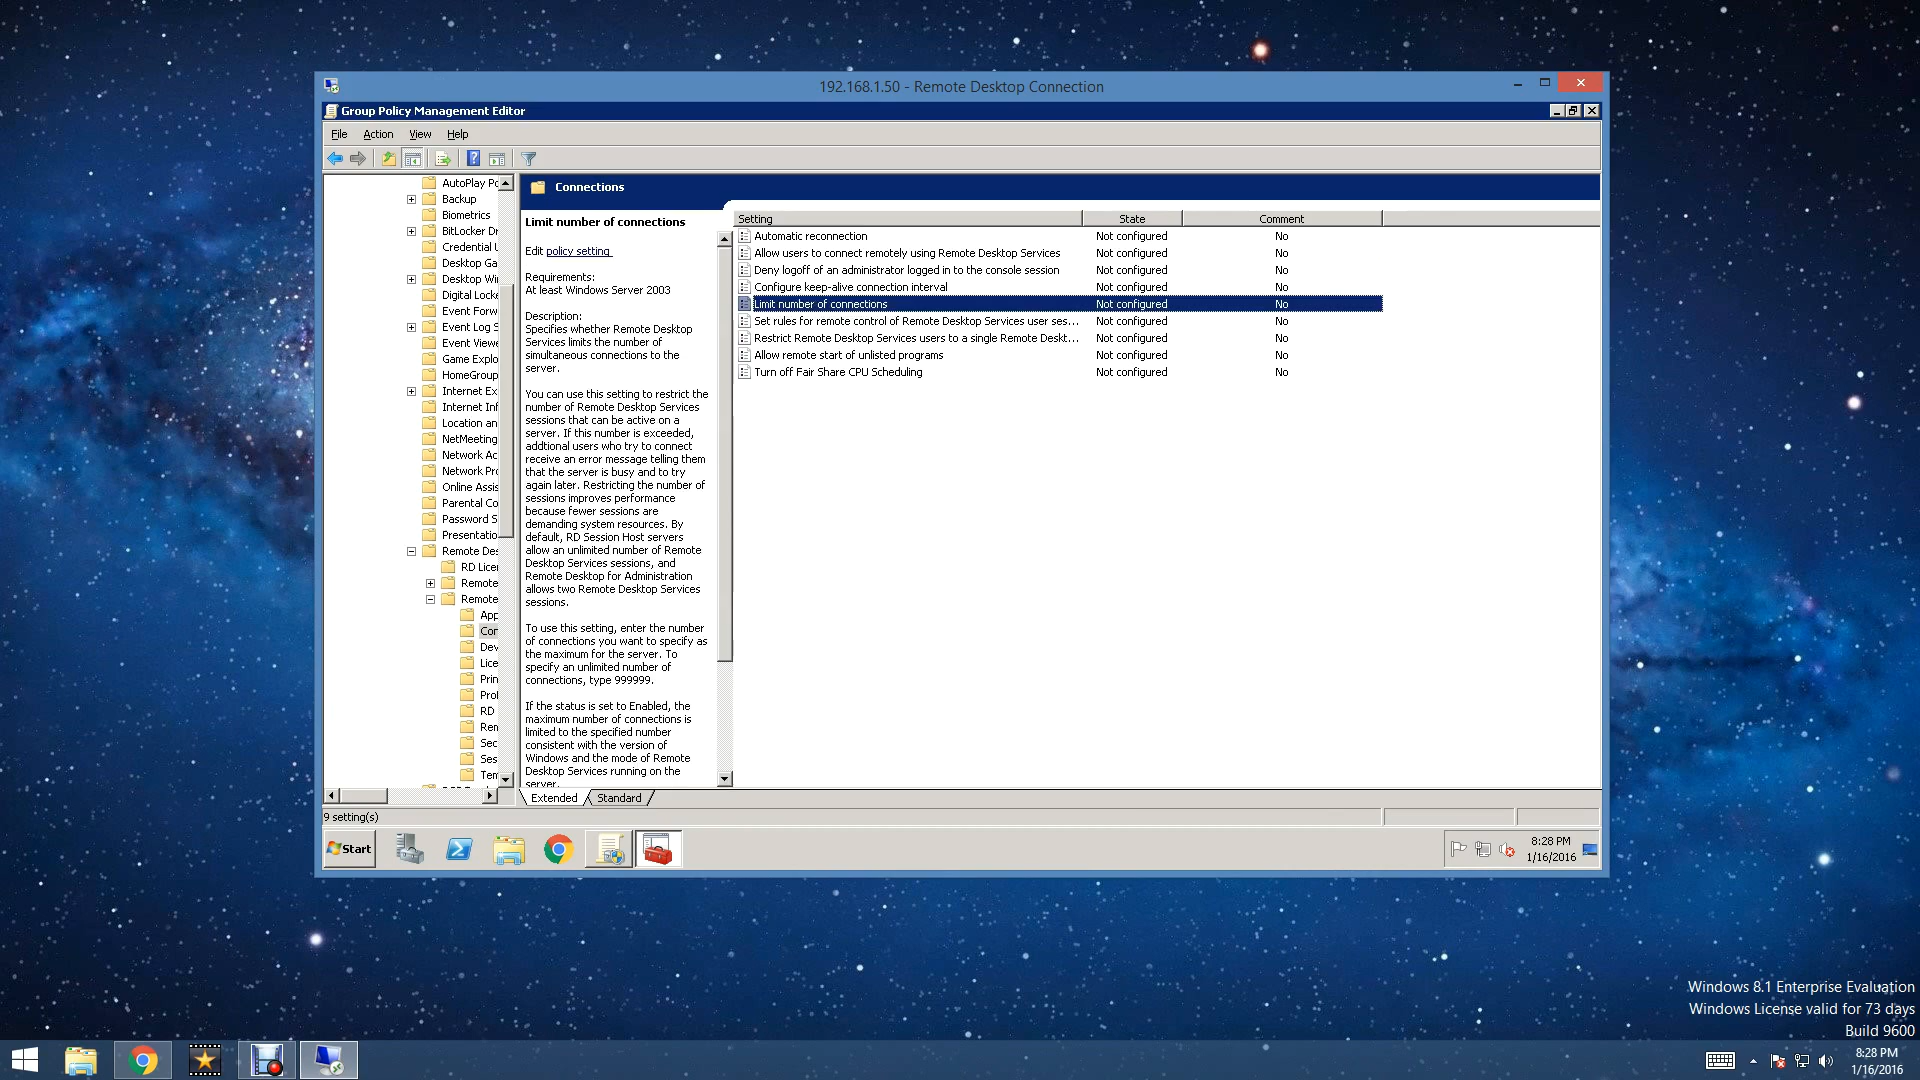 192.168.1.50 - Remote Desktop Connection
Group Policy Management Editor
File Action View Help
AutoPlay Po
Backup
Biometrics
BitLocker Dr
Credential U
Desktop Ga
Desktop Win
Digital Locke
Event Forw
Event Log S
Event Viewe
Game Explo
HomeGroup
Internet Ex
Internet Inf
Location an
NetMeeting
Network Ac
Network Pro
Online Assis
Parental Co
Password S
Presentatio
Remote Des
RD Licen
Remote
Remote
App
Con
Dev
Lice
Prin
Prof
RD
Rem
Sec
Ses
Tem
Connections
Limit number of connections
Edit policy setting
Requirements:
At least Windows Server 2003
Description:
Specifies whether Remote Desktop
Services limits the number of
simultaneous connections to the
server.
You can use this setting to restrict the
number of Remote Desktop Services
sessions that can be active on a
server. If this number is exceeded,
addtional users who try to connect
receive an error message telling them
that the server is busy and to try
again later. Restricting the number of
sessions improves performance
because fewer sessions are
demanding system resources. By
default, RD Session Host servers
allow an unlimited number of Remote
Desktop Services sessions, and
Remote Desktop for Administration
allows two Remote Desktop Services
sessions.
To use this setting, enter the number
of connections you want to specify as
the maximum for the server. To
specify an unlimited number of
connections, type 999999.
If the status is set to Enabled, the
maximum number of connections is
limited to the specified number
consistent with the version of
Windows and the mode of Remote
Desktop Services running on the
server.
Setting State Comment
Automatic reconnection Not configured No
Allow users to connect remotely using Remote Desktop Services Not configured No
Deny logoff of an administrator logged in to the console session Not configured No
Configure keep-alive connection interval Not configured No
Limit number of connections Not configured No
Set rules for remote control of Remote Desktop Services user ses... Not configured No
Restrict Remote Desktop Services users to a single Remote Deskt... Not configured No
Allow remote start of unlisted programs Not configured No
Turn off Fair Share CPU Scheduling Not configured No
Extended Standard
9 setting(s)
Start
8:28 PM
1/16/2016
Windows 8.1 Enterprise Evaluation
Windows License valid for 73 days
Build 9600
8:28 PM
1/16/2016